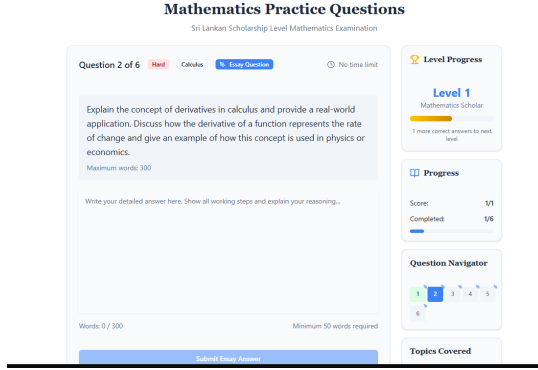 Mathematics Practice Questions
Sri Lankan Scholarship Level Mathematics Examination
Question 2 of 6 Hard Calculus % Essay Question No time limit
Explain the concept of derivatives in calculus and provide a real-world
application. Discuss how the derivative of a function represents the rate
of change and give an example of how this concept is used in physics or
economics.
Maximum words: 300
Write your detailed answer here. Show all working steps and explain your reasoning...
Words: 0 / 300 Minimum 50 words required
Submit Essay Answer
Level Progress
Level 1
Mathematics Scholar
1 more correct answers to next
level
Progress
Score: 1/1
Completed: 1/6
Question Navigator
1 2 3 4 5
6
Topics Covered